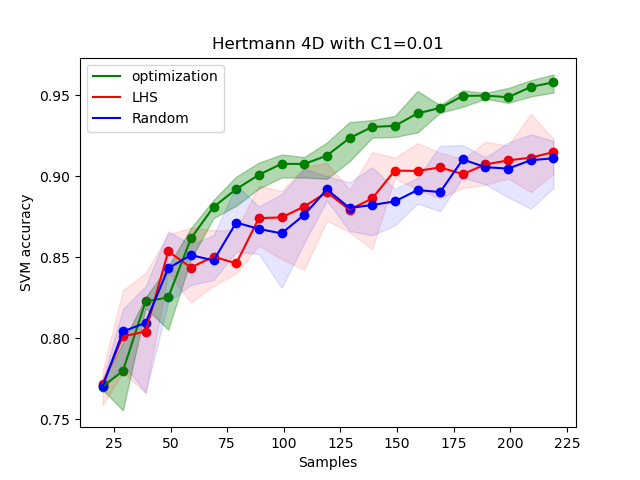 Hertmann 4D with C1=0.01
optimization
LHS
Random
SVM accuracy
0.95
0.90
0.85
0.80
0.75
25 50 75 100 125 150 175 200 225
Samples